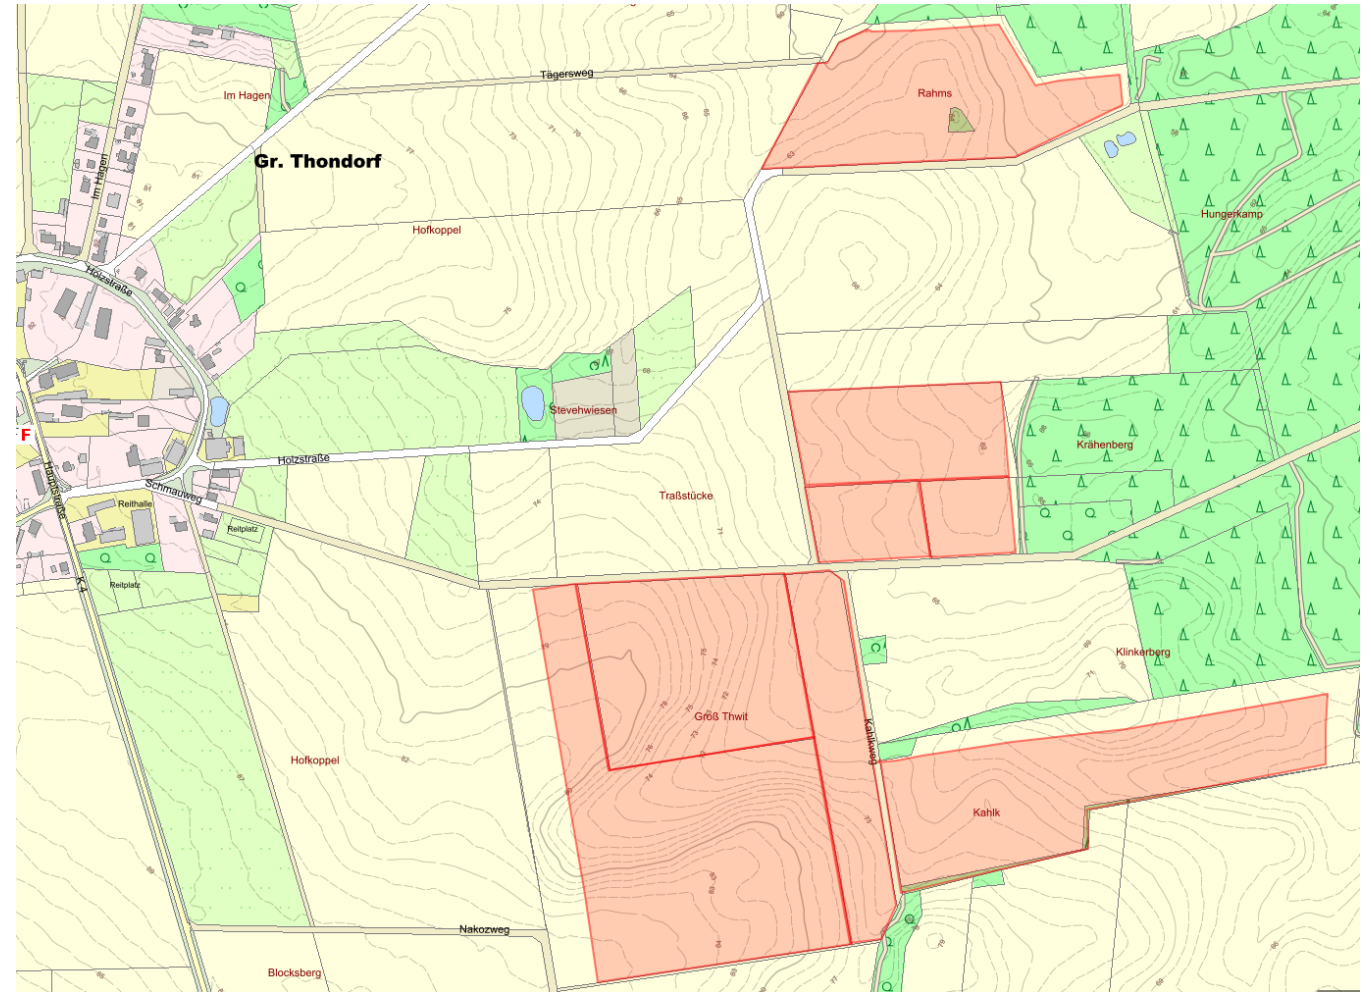 Tägersweg
Im Hagen
Rahms
Gr. Thondorf
Im Hagen
Hungerkamp
Hofkoppel
Holzstraße
Stevehwiesen
F
Krähenberg
Holzstraße
Hauptstraße
Schmauweg
Traßstücke
Reithalle
Reitplatz
K 4
Reitplatz
Klinkerberg
Groß Thwit
Kahlkweg
Hofkoppel
Kahlk
Nakozweg
Blocksberg